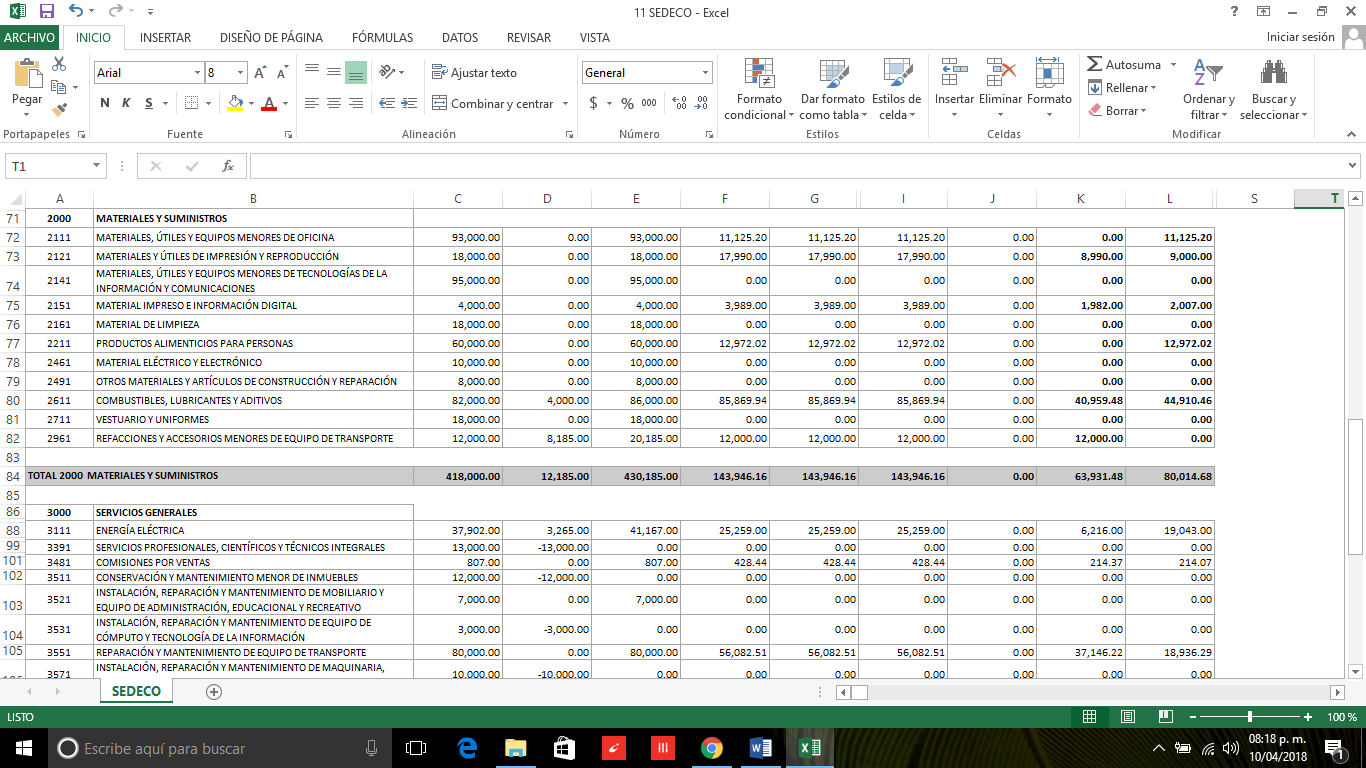 11 SEDECO - Excel
ARCHIVO INICIO INSERTAR DISEÑO DE PÁGINA FÓRMULAS DATOS REVISAR VISTA Iniciar sesión
Arial 8 Ajustar texto General Autosuma
Pegar N K S Combinar y centrar $ % 000 Formato condicional Dar formato como tabla Estilos de celda Insertar Eliminar Formato Rellenar Borrar Ordenar y filtrar Buscar y seleccionar
Portapapeles Fuente Alineación Número Estilos Celdas Modificar
T1 fx
A B C D E F G I J K L S T
71 2000 MATERIALES Y SUMINISTROS
72 2111 MATERIALES, ÚTILES Y EQUIPOS MENORES DE OFICINA 93,000.00 0.00 93,000.00 11,125.20 11,125.20 11,125.20 0.00 0.00 11,125.20
73 2121 MATERIALES Y ÚTILES DE IMPRESIÓN Y REPRODUCCIÓN 18,000.00 0.00 18,000.00 17,990.00 17,990.00 17,990.00 0.00 8,990.00 9,000.00
74 2141 MATERIALES, ÚTILES Y EQUIPOS MENORES DE TECNOLOGÍAS DE LA
INFORMACIÓN Y COMUNICACIONES 95,000.00 0.00 95,000.00 0.00 0.00 0.00 0.00 0.00 0.00
75 2151 MATERIAL IMPRESO E INFORMACIÓN DIGITAL 4,000.00 0.00 4,000.00 3,989.00 3,989.00 3,989.00 0.00 1,982.00 2,007.00
76 2161 MATERIAL DE LIMPIEZA 18,000.00 0.00 18,000.00 0.00 0.00 0.00 0.00 0.00 0.00
77 2211 PRODUCTOS ALIMENTICIOS PARA PERSONAS 60,000.00 0.00 60,000.00 12,972.02 12,972.02 12,972.02 0.00 0.00 12,972.02
78 2461 MATERIAL ELÉCTRICO Y ELECTRÓNICO 10,000.00 0.00 10,000.00 0.00 0.00 0.00 0.00 0.00 0.00
79 2491 OTROS MATERIALES Y ARTÍCULOS DE CONSTRUCCIÓN Y REPARACIÓN 8,000.00 0.00 8,000.00 0.00 0.00 0.00 0.00 0.00 0.00
80 2611 COMBUSTIBLES, LUBRICANTES Y ADITIVOS 82,000.00 4,000.00 86,000.00 85,869.94 85,869.94 85,869.94 0.00 40,959.48 44,910.46
81 2711 VESTUARIO Y UNIFORMES 18,000.00 0.00 18,000.00 0.00 0.00 0.00 0.00 0.00 0.00
82 2961 REFACCIONES Y ACCESORIOS MENORES DE EQUIPO DE TRANSPORTE 12,000.00 8,185.00 20,185.00 12,000.00 12,000.00 12,000.00 0.00 12,000.00 0.00
83
84 TOTAL 2000 MATERIALES Y SUMINISTROS 418,000.00 12,185.00 430,185.00 143,946.16 143,946.16 143,946.16 0.00 63,931.48 80,014.68
85
86 3000 SERVICIOS GENERALES
88 3111 ENERGÍA ELÉCTRICA 37,902.00 3,265.00 41,167.00 25,259.00 25,259.00 25,259.00 0.00 6,216.00 19,043.00
99 3391 SERVICIOS PROFESIONALES, CIENTÍFICOS Y TÉCNICOS INTEGRALES 13,000.00 -13,000.00 0.00 0.00 0.00 0.00 0.00 0.00 0.00
101 3481 COMISIONES POR VENTAS 807.00 0.00 807.00 428.44 428.44 428.44 0.00 214.37 214.07
102 3511 CONSERVACIÓN Y MANTENIMIENTO MENOR DE INMUEBLES 12,000.00 -12,000.00 0.00 0.00 0.00 0.00 0.00 0.00 0.00
103 3521 INSTALACIÓN, REPARACIÓN Y MANTENIMIENTO DE MOBILIARIO Y
EQUIPO DE ADMINISTRACIÓN, EDUCACIONAL Y RECREATIVO 7,000.00 0.00 7,000.00 0.00 0.00 0.00 0.00 0.00 0.00
104 3531 INSTALACIÓN, REPARACIÓN Y MANTENIMIENTO DE EQUIPO DE
CÓMPUTO Y TECNOLOGÍA DE LA INFORMACIÓN 3,000.00 -3,000.00 0.00 0.00 0.00 0.00 0.00 0.00 0.00
105 3551 REPARACIÓN Y MANTENIMIENTO DE EQUIPO DE TRANSPORTE 80,000.00 0.00 80,000.00 56,082.51 56,082.51 56,082.51 0.00 37,146.22 18,936.29
3571 INSTALACIÓN, REPARACIÓN Y MANTENIMIENTO DE MAQUINARIA, 10,000.00 -10,000.00 0.00 0.00 0.00 0.00 0.00 0.00 0.00
SEDECO
LISTO 100 %
Escribe aquí para buscar 08:18 p. m.
10/04/2018